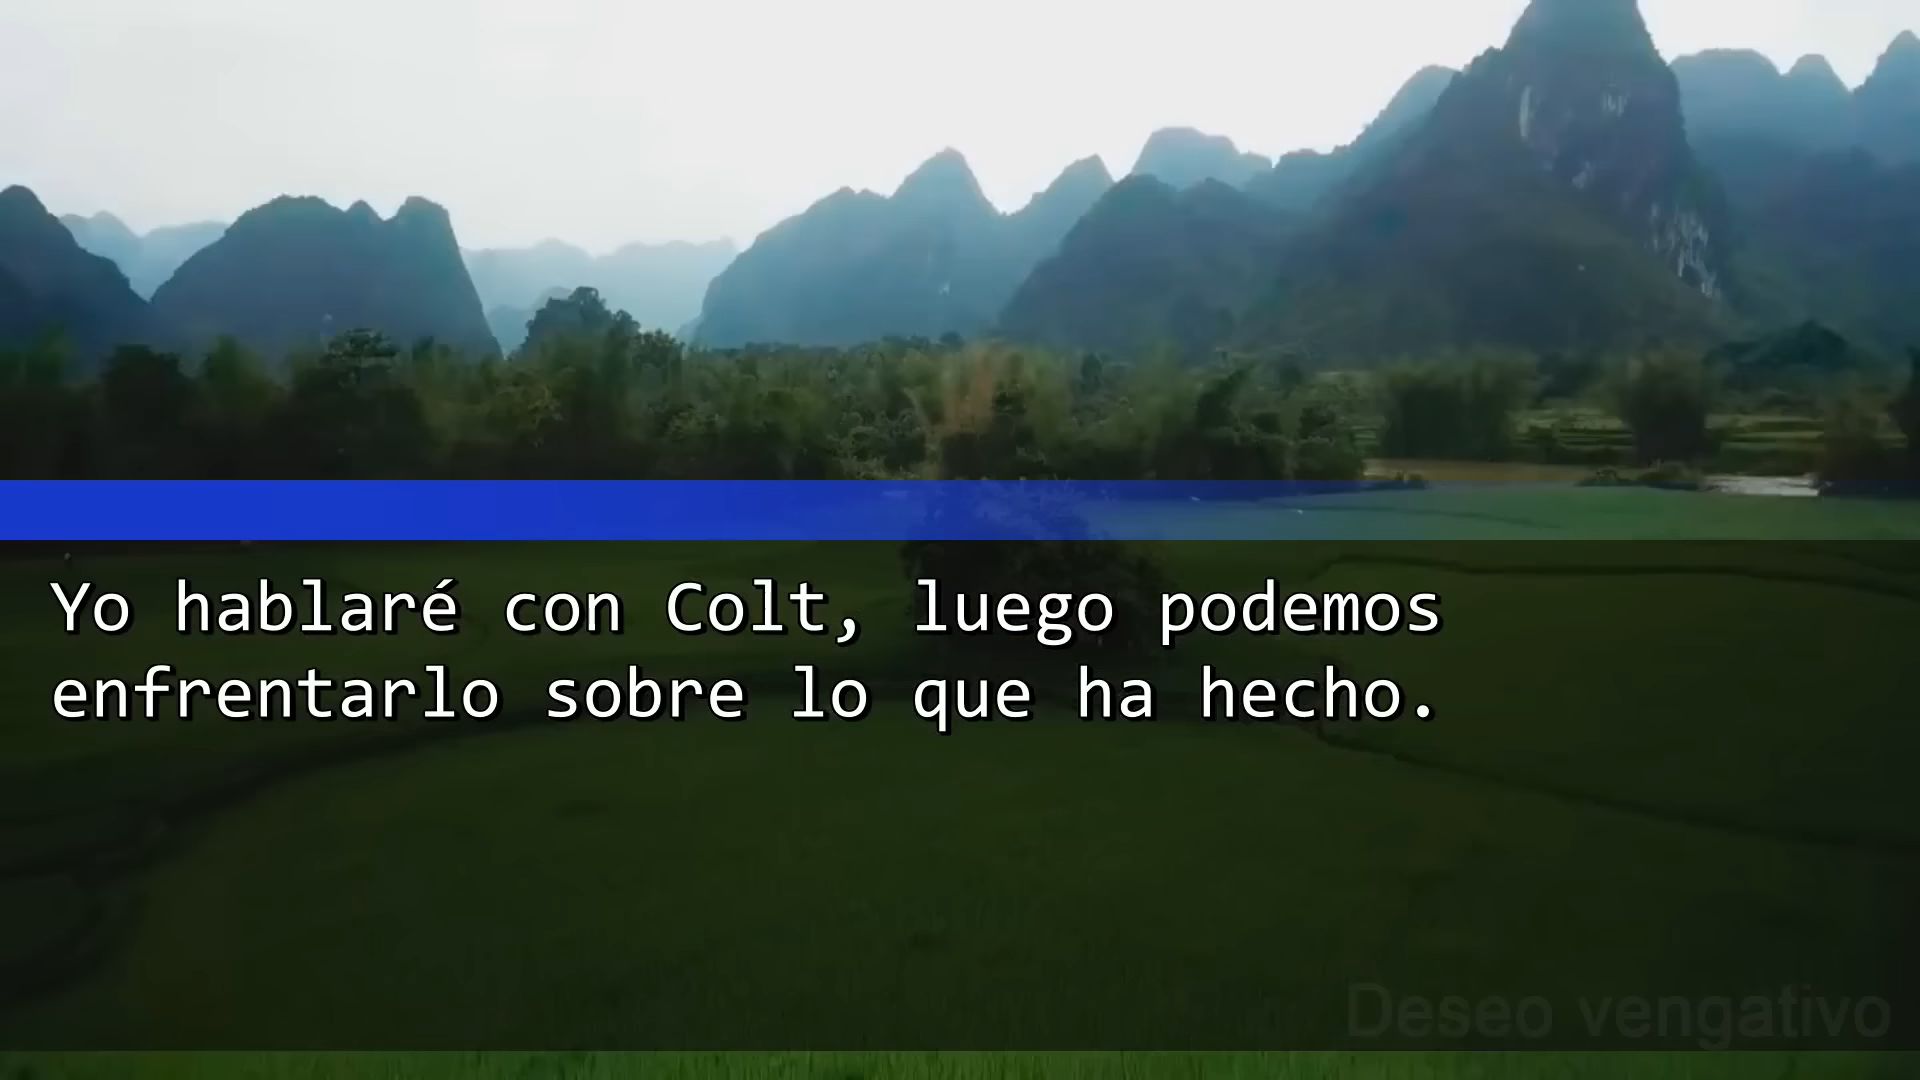 Yo hablaré con Colt, luego podemos
enfrentarlo sobre lo que ha hecho.
Deseo vengativo